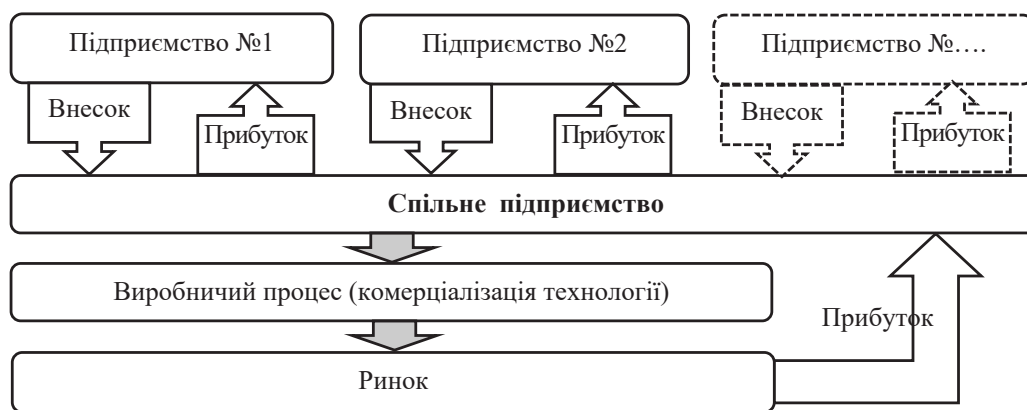 Підприємство №1
Підприємство №2
Підприємство №….
Внесок
Прибуток
Внесок
Прибуток
Внесок
Прибуток
Спільне підприємство
Виробничий процес (комерціалізація технології)
Прибуток
Ринок